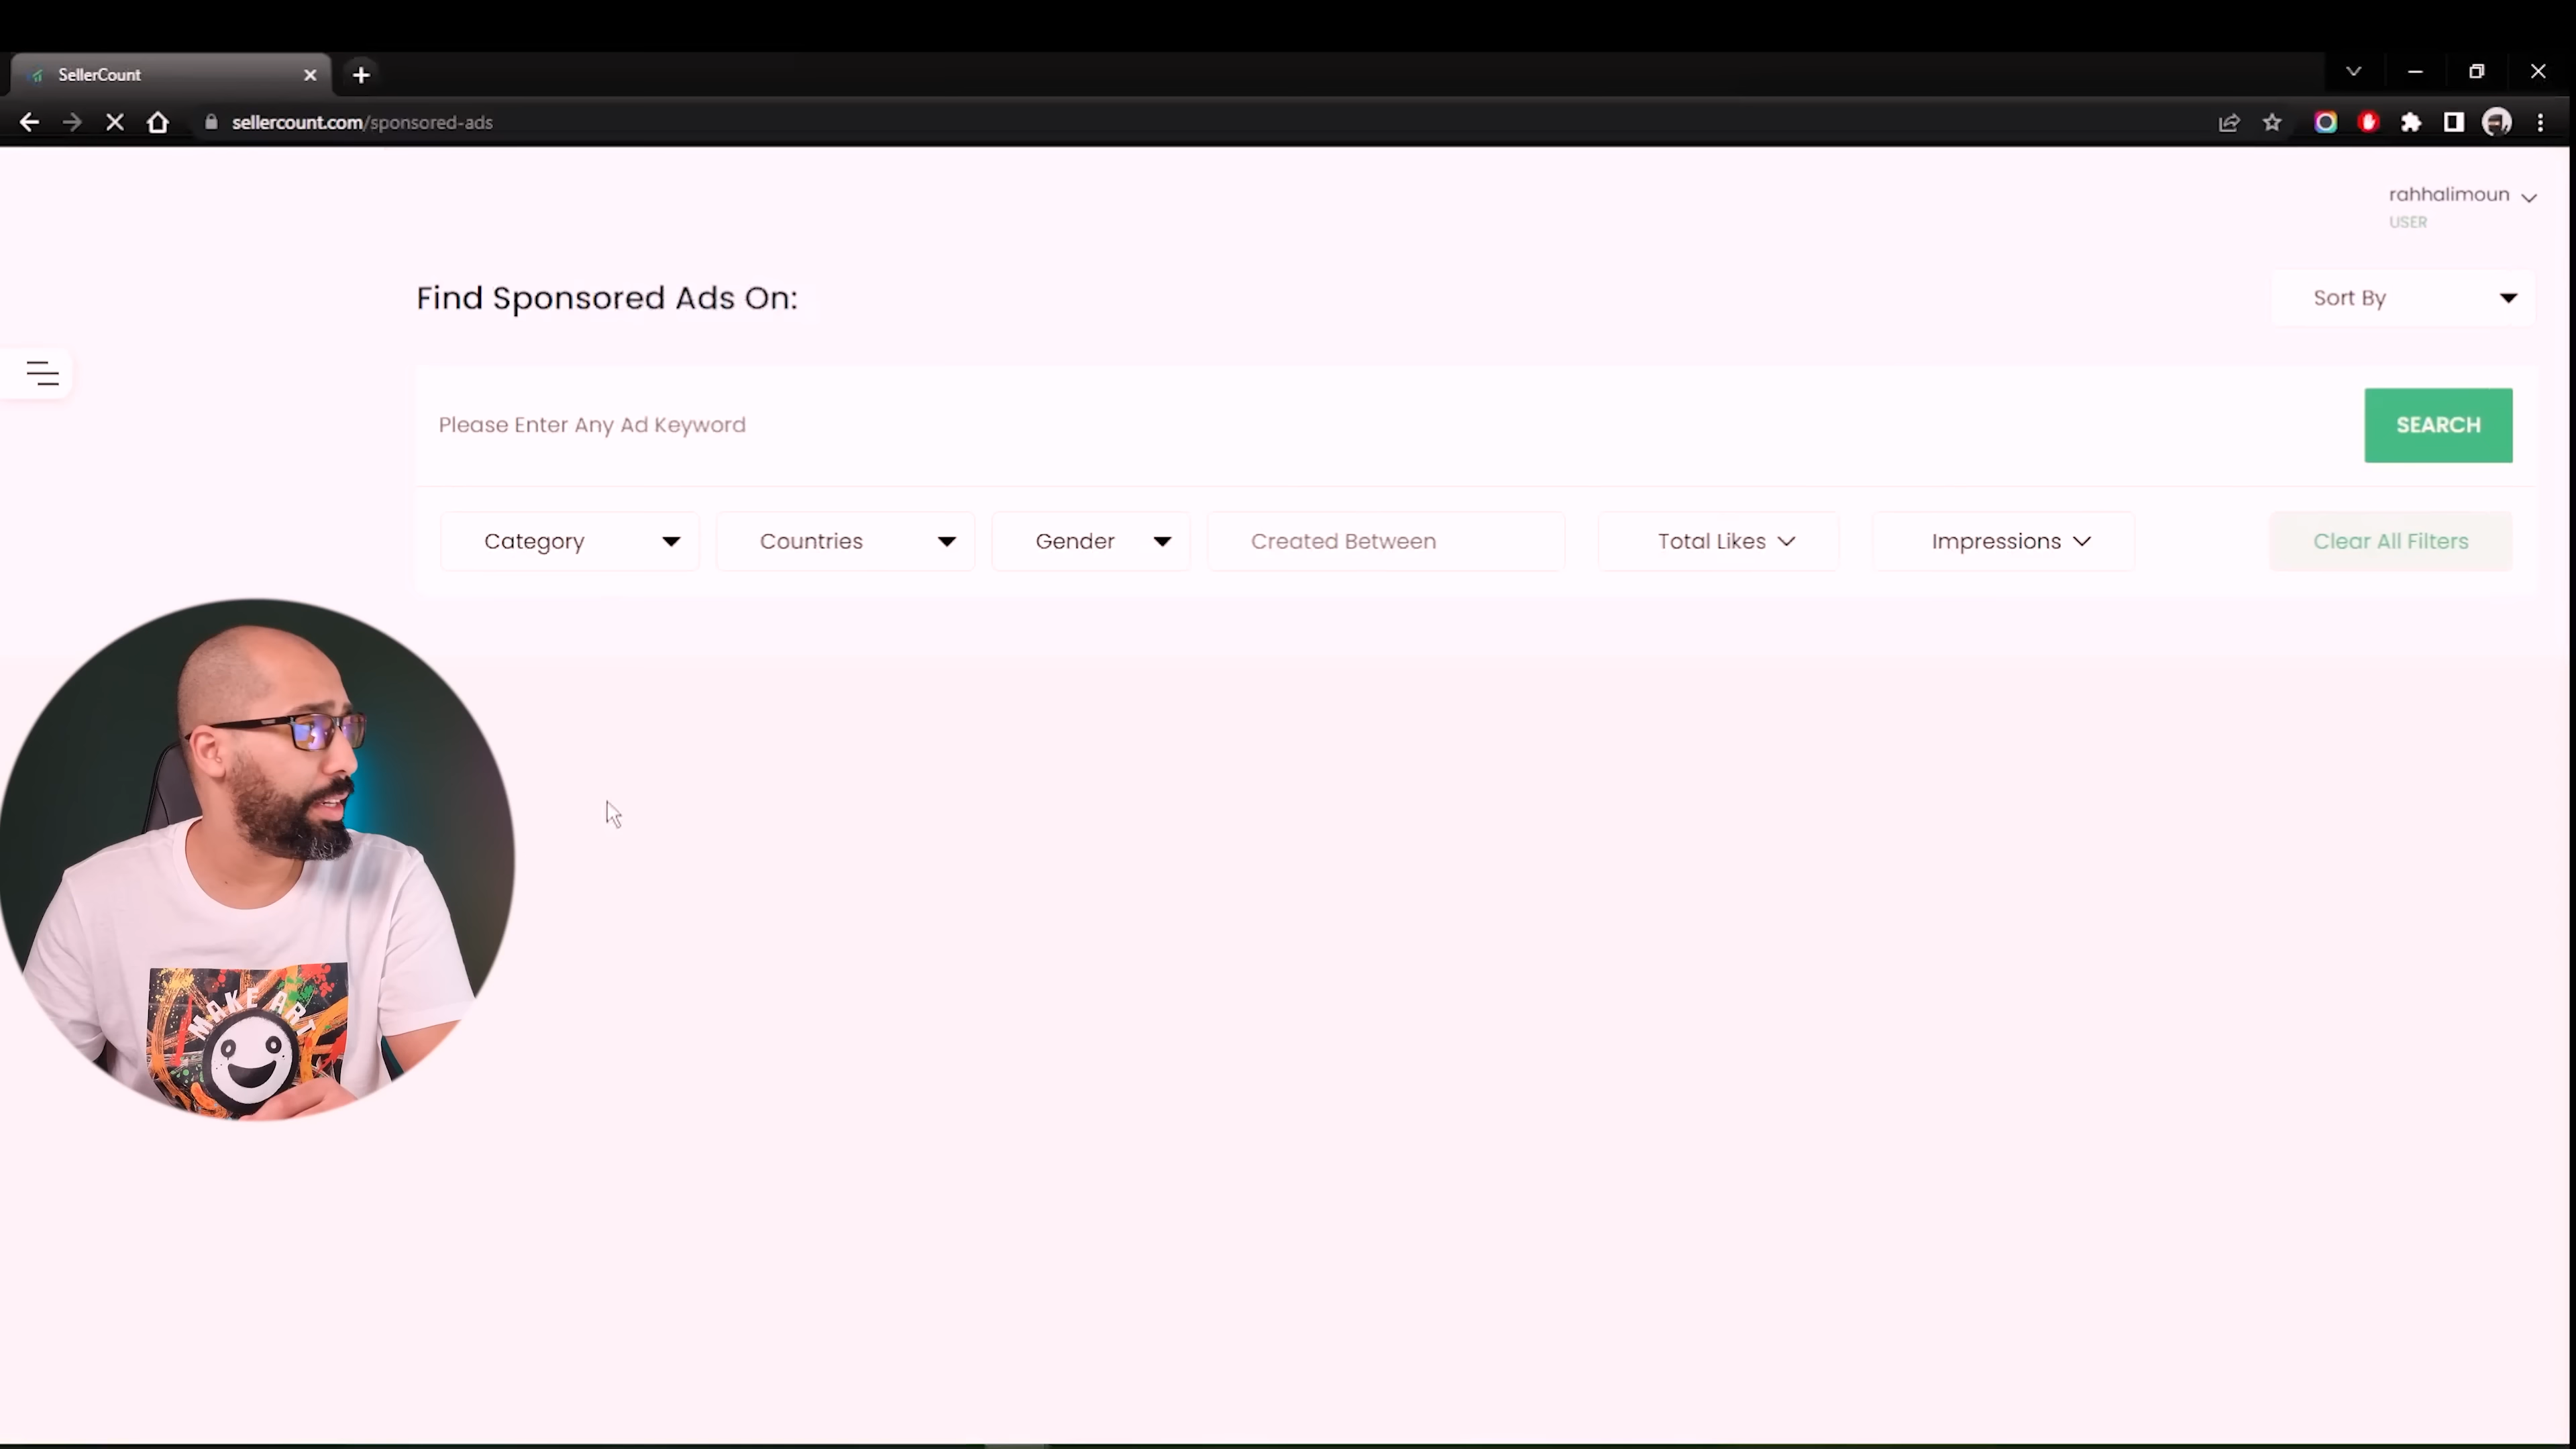 SellerCount
sellercount.com/sponsored-ads
rahhalimoun
USER
Find Sponsored Ads On:
Sort By
Please Enter Any Ad Keyword
SEARCH
Category
Countries
Gender
Created Between
Total Likes
Impressions
Clear All Filters
MAKE ART